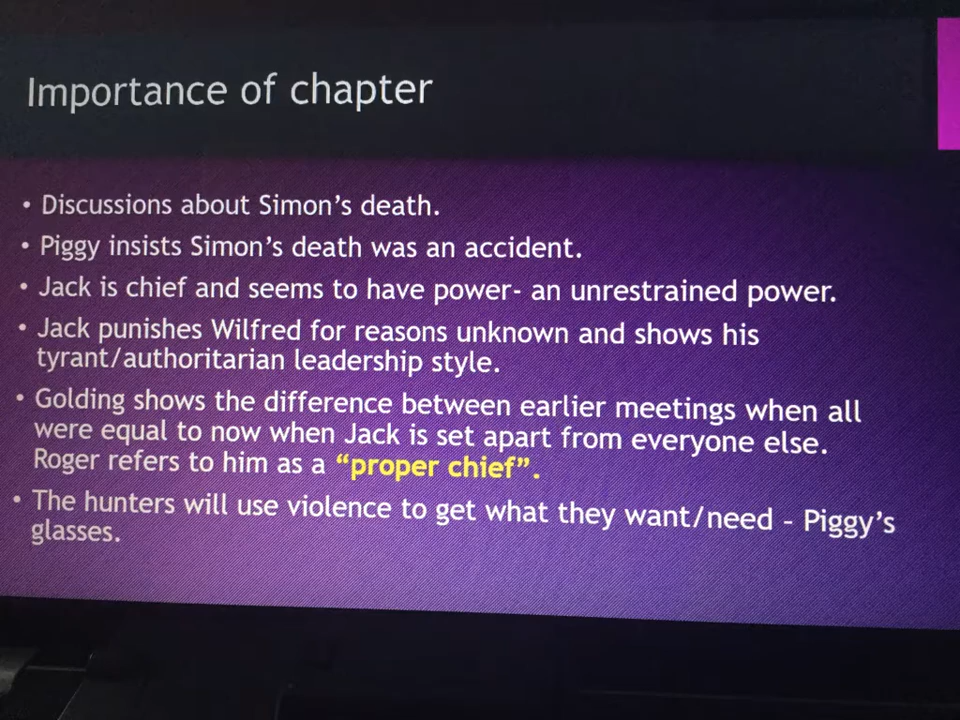 Importance of chapter
• Discussions about Simon's death.
• Piggy insists Simon's death was an accident.
• Jack is chief and seems to have power- an unrestrained power.
• Jack punishes Wilfred for reasons unknown and shows his
tyrant/authoritarian leadership style.
• Golding shows the difference between earlier meetings when all
were equal to now when Jack is set apart from everyone else.
Roger refers to him as a “proper chief”.
• The hunters will use violence to get what they want/need – Piggy's
glasses.